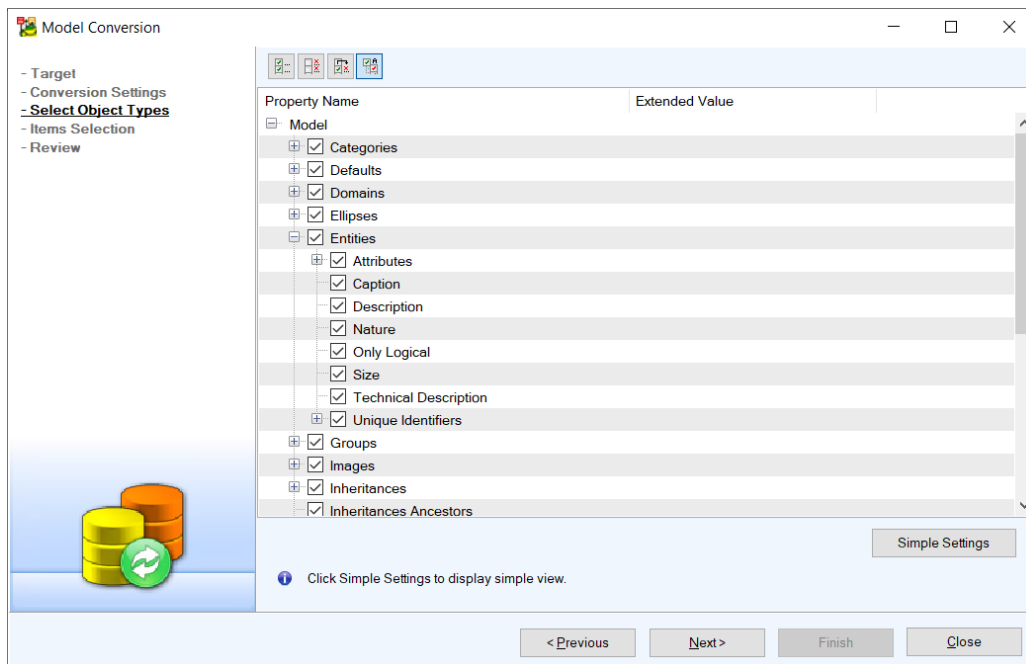 Model Conversion
- Target
- Conversion Settings
- Select Object Types
- Items Selection
- Review
Property Name Extended Value
Model
Categories
Defaults
Domains
Ellipses
Entities
Attributes
Caption
Description
Nature
Only Logical
Size
Technical Description
Unique Identifiers
Groups
Images
Inheritances
Inheritances Ancestors
Simple Settings
Click Simple Settings to display simple view.
< Previous Next > Finish Close